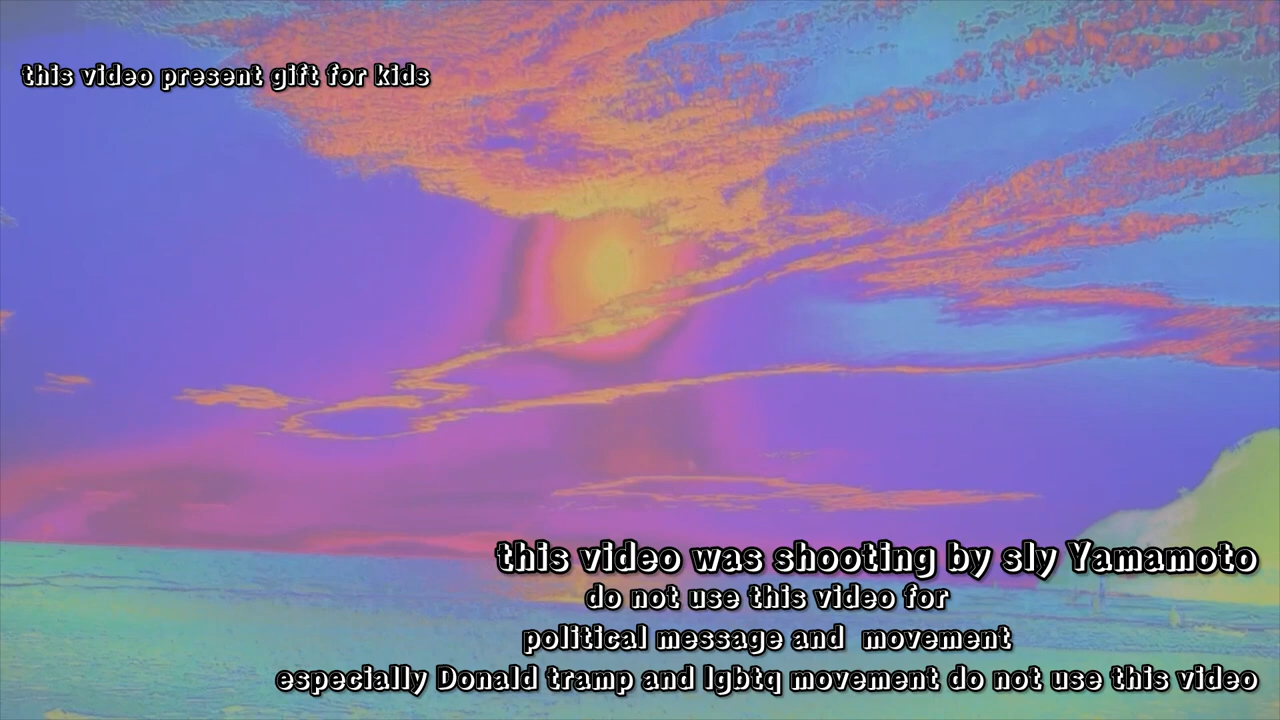 this video present gift for kids
this video was shooting by sly Yamamoto
do not use this video for
political message and movement
especially Donald tramp and lgbtq movement do not use this video